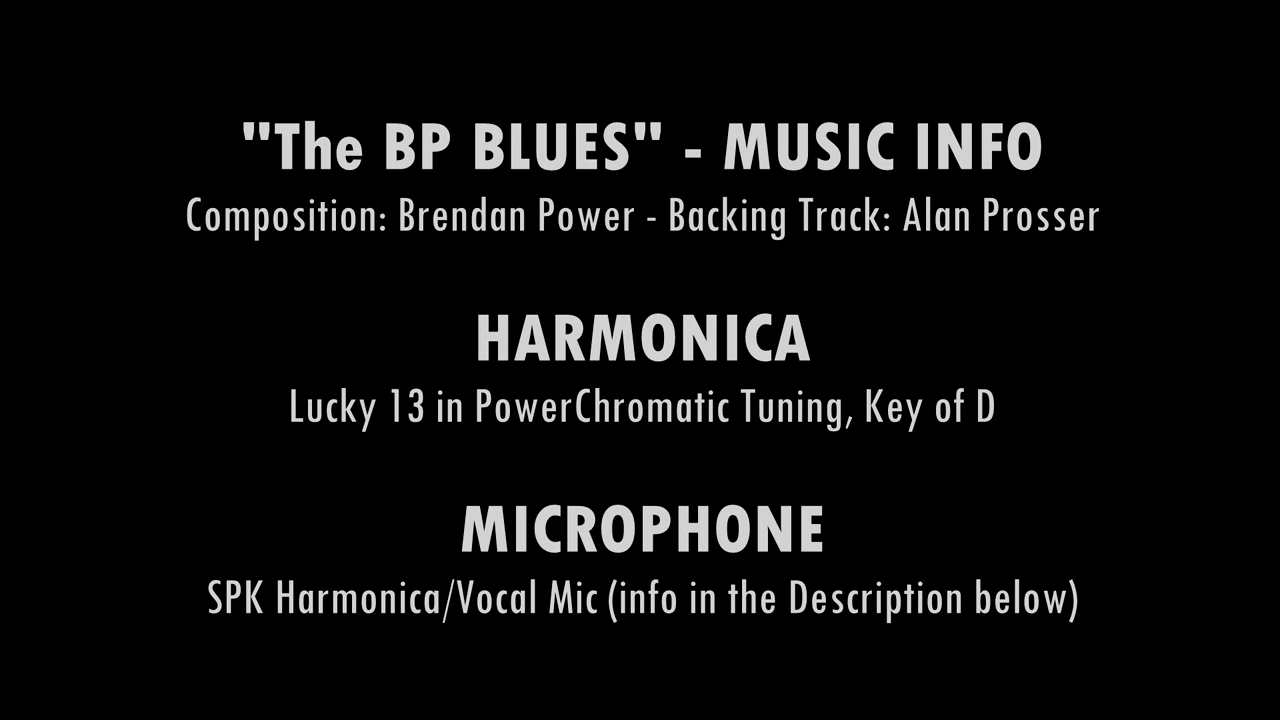 "The BP BLUES" - MUSIC INFO
Composition: Brendan Power - Backing Track: Alan Prosser
HARMONICA
Lucky 13 in PowerChromatic Tuning, Key of D
MICROPHONE
SPK Harmonica/Vocal Mic (info in the Description below)